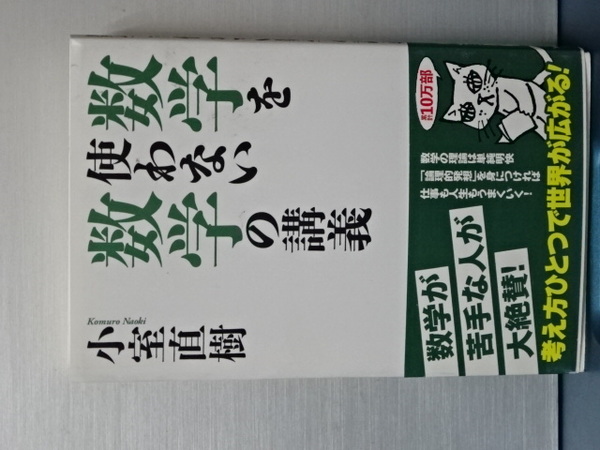 数学を
使わない
数学
の講義
Komuro Naoki
小室直樹
累計10万部
数学の理論は単純明快
「論理的発想」を身につければ
仕事も人生もうまくいく!
数学が
苦手な人が
大絶賛!
考え方ひとつで世界が広がる!